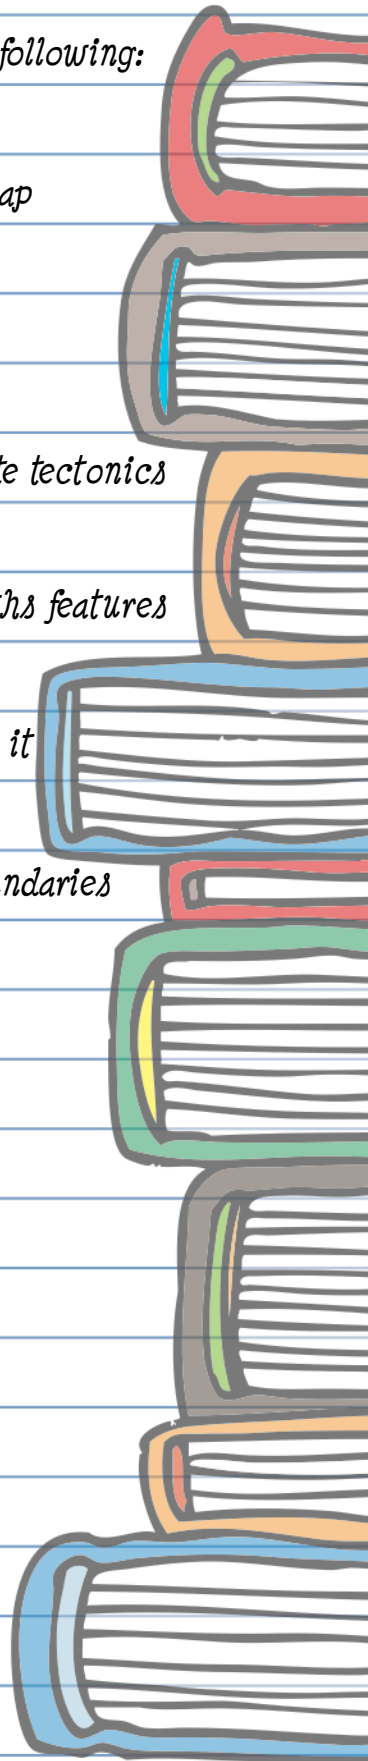 following:
ap
te tectonics
ths features
it
ndaries